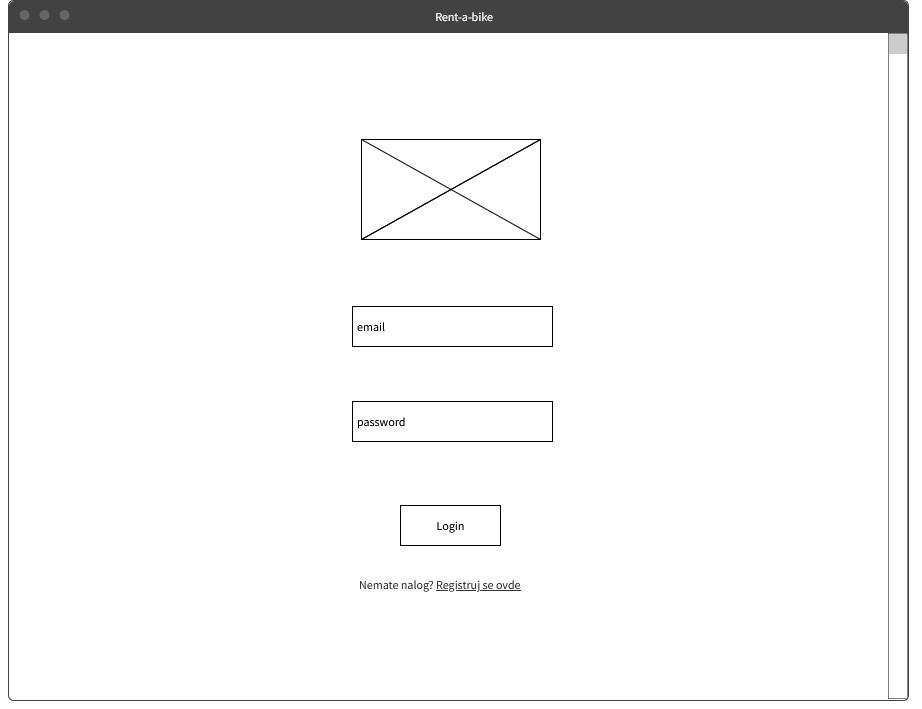 Rent-a-bike
email
password
Login
Nemate nalog? Registruj se ovde